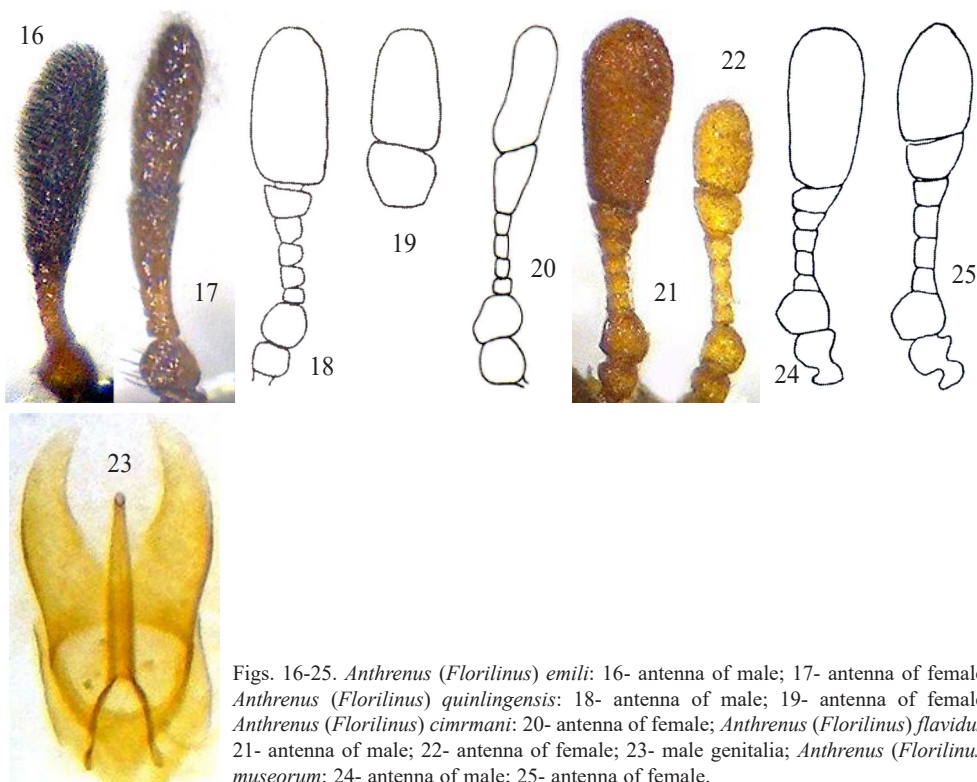 16
17
18
19
20
21
22
23
24
25
Figs. 16-25. Anthrenus (Florilinus) emili: 16- antenna of male; 17- antenna of female
Anthrenus (Florilinus) quinlingensis: 18- antenna of male; 19- antenna of female
Anthrenus (Florilinus) cimrmani: 20- antenna of female; Anthrenus (Florilinus) flavidu
21- antenna of male; 22- antenna of female; 23- male genitalia; Anthrenus (Florilinu
museorum: 24- antenna of male; 25- antenna of female.